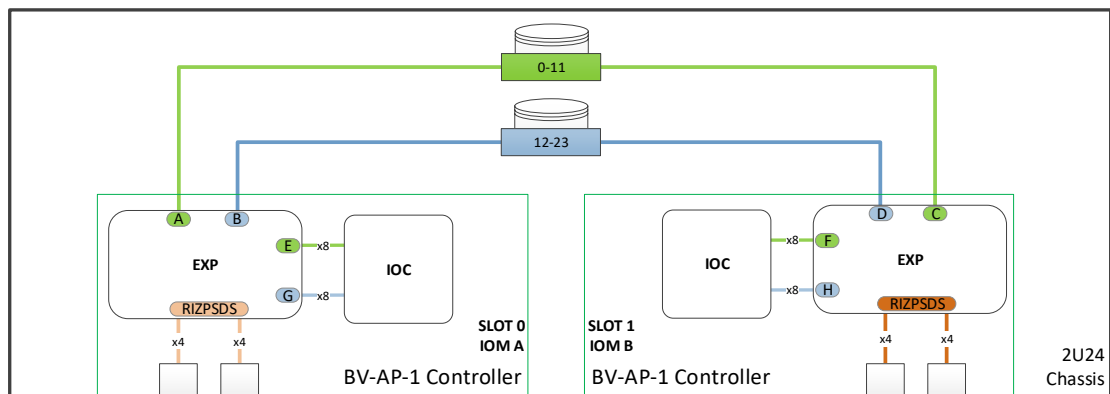 0-11
12-23
A
B
D
C
E
x8
x8
F
EXP
IOC
IOC
EXP
G
x8
x8
H
RIZPSDS
RIZPSDS
SLOT 0
IOM A
SLOT 1
IOM B
x4
x4
x4
x4
BV-AP-1 Controller
BV-AP-1 Controller
2U24
Chassis